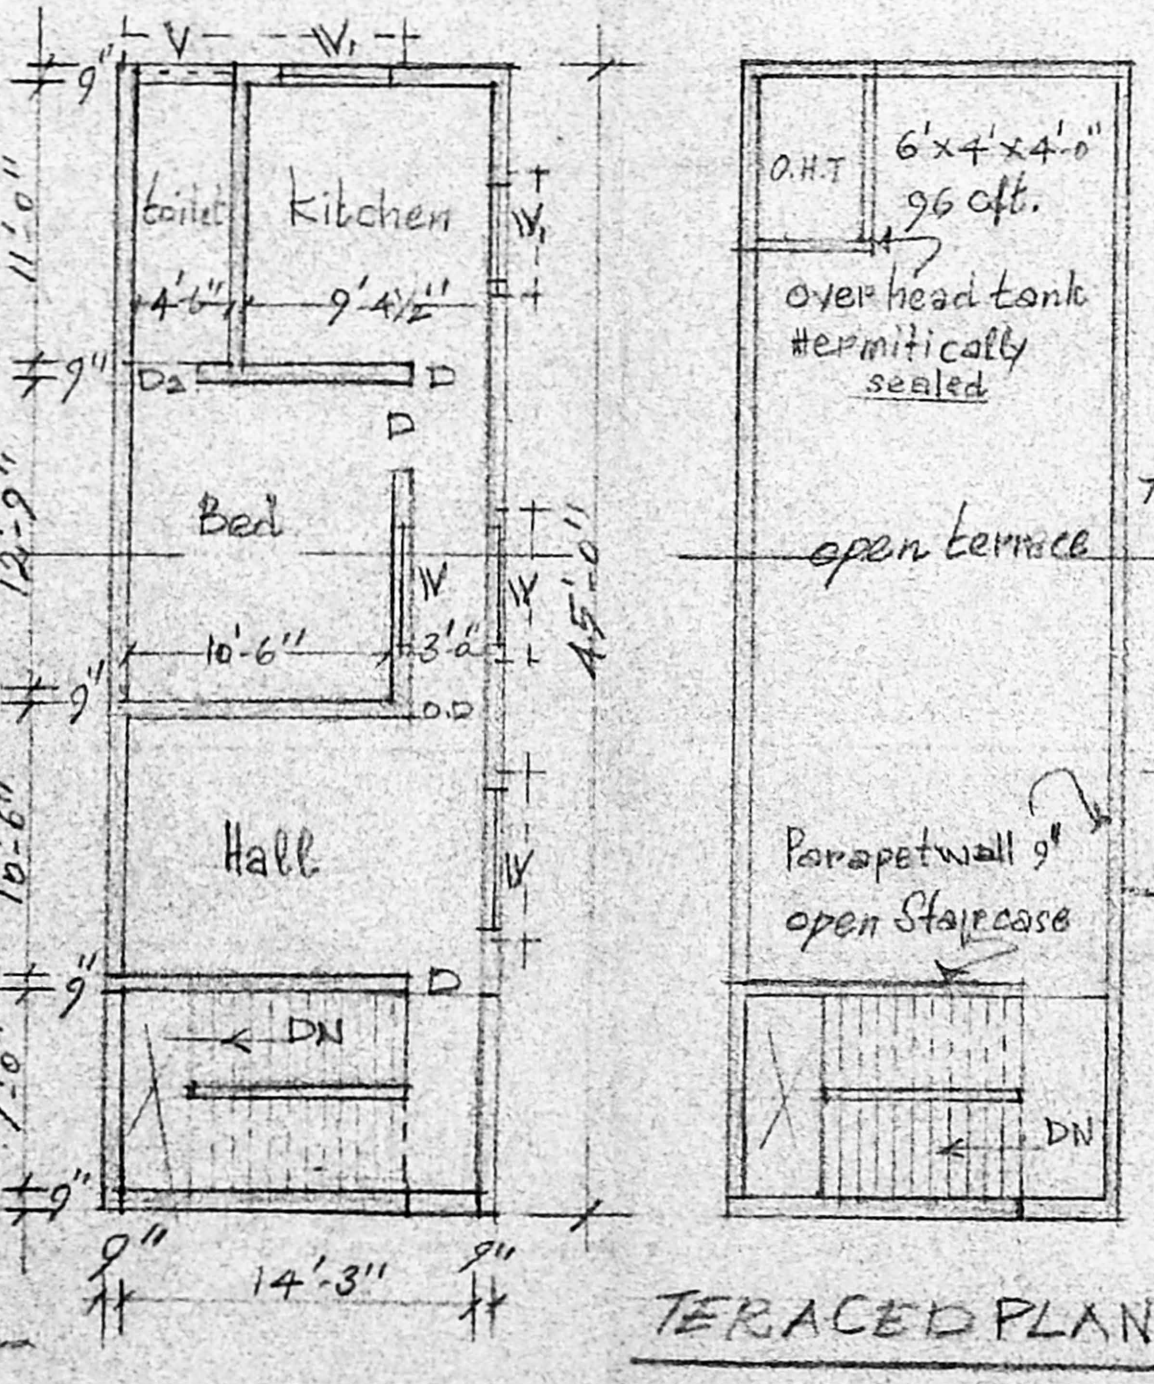 V W1
9"
11'-0"
toilet kitchen
W1
4'-6" 9'-4½"
9" D2 D
D
12'-9"
Bed
W W
45'-0"
10'-6" 3'-0"
9" O.D
10'-6"
Hall
W
9" D
DN
7'-0"
9"
9" 14'-3" 9"
O.H.T 6'x4'x4'-0"
96 cft.
over head tank
Hermitically
sealed
open terrace
Parapetwall 9"
open Staircase
DN
TERACED PLAN